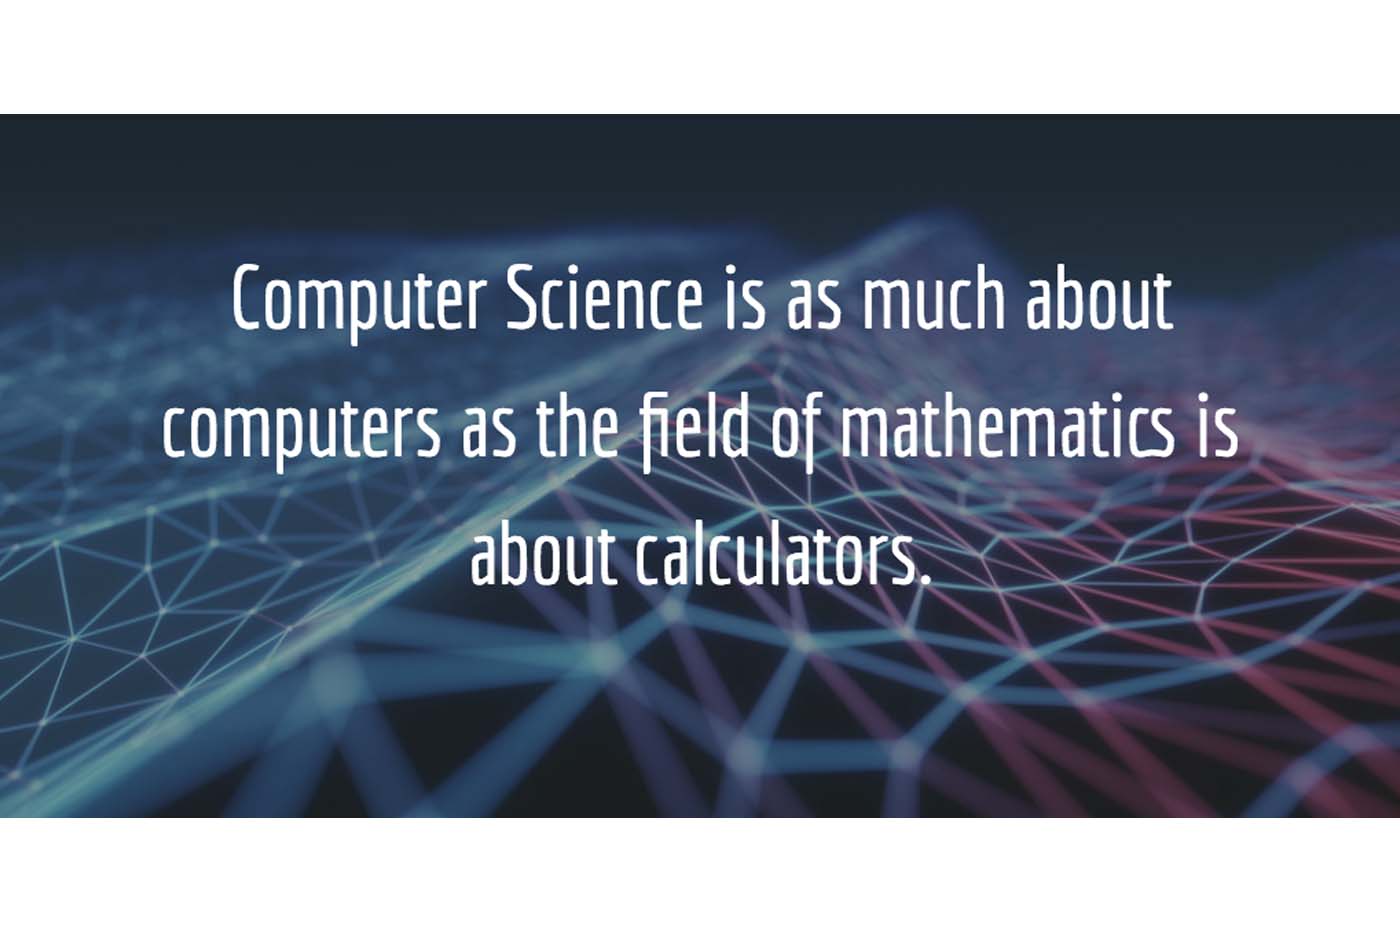 Computer Science is as much about
computers as the field of mathematics is
about calculators.